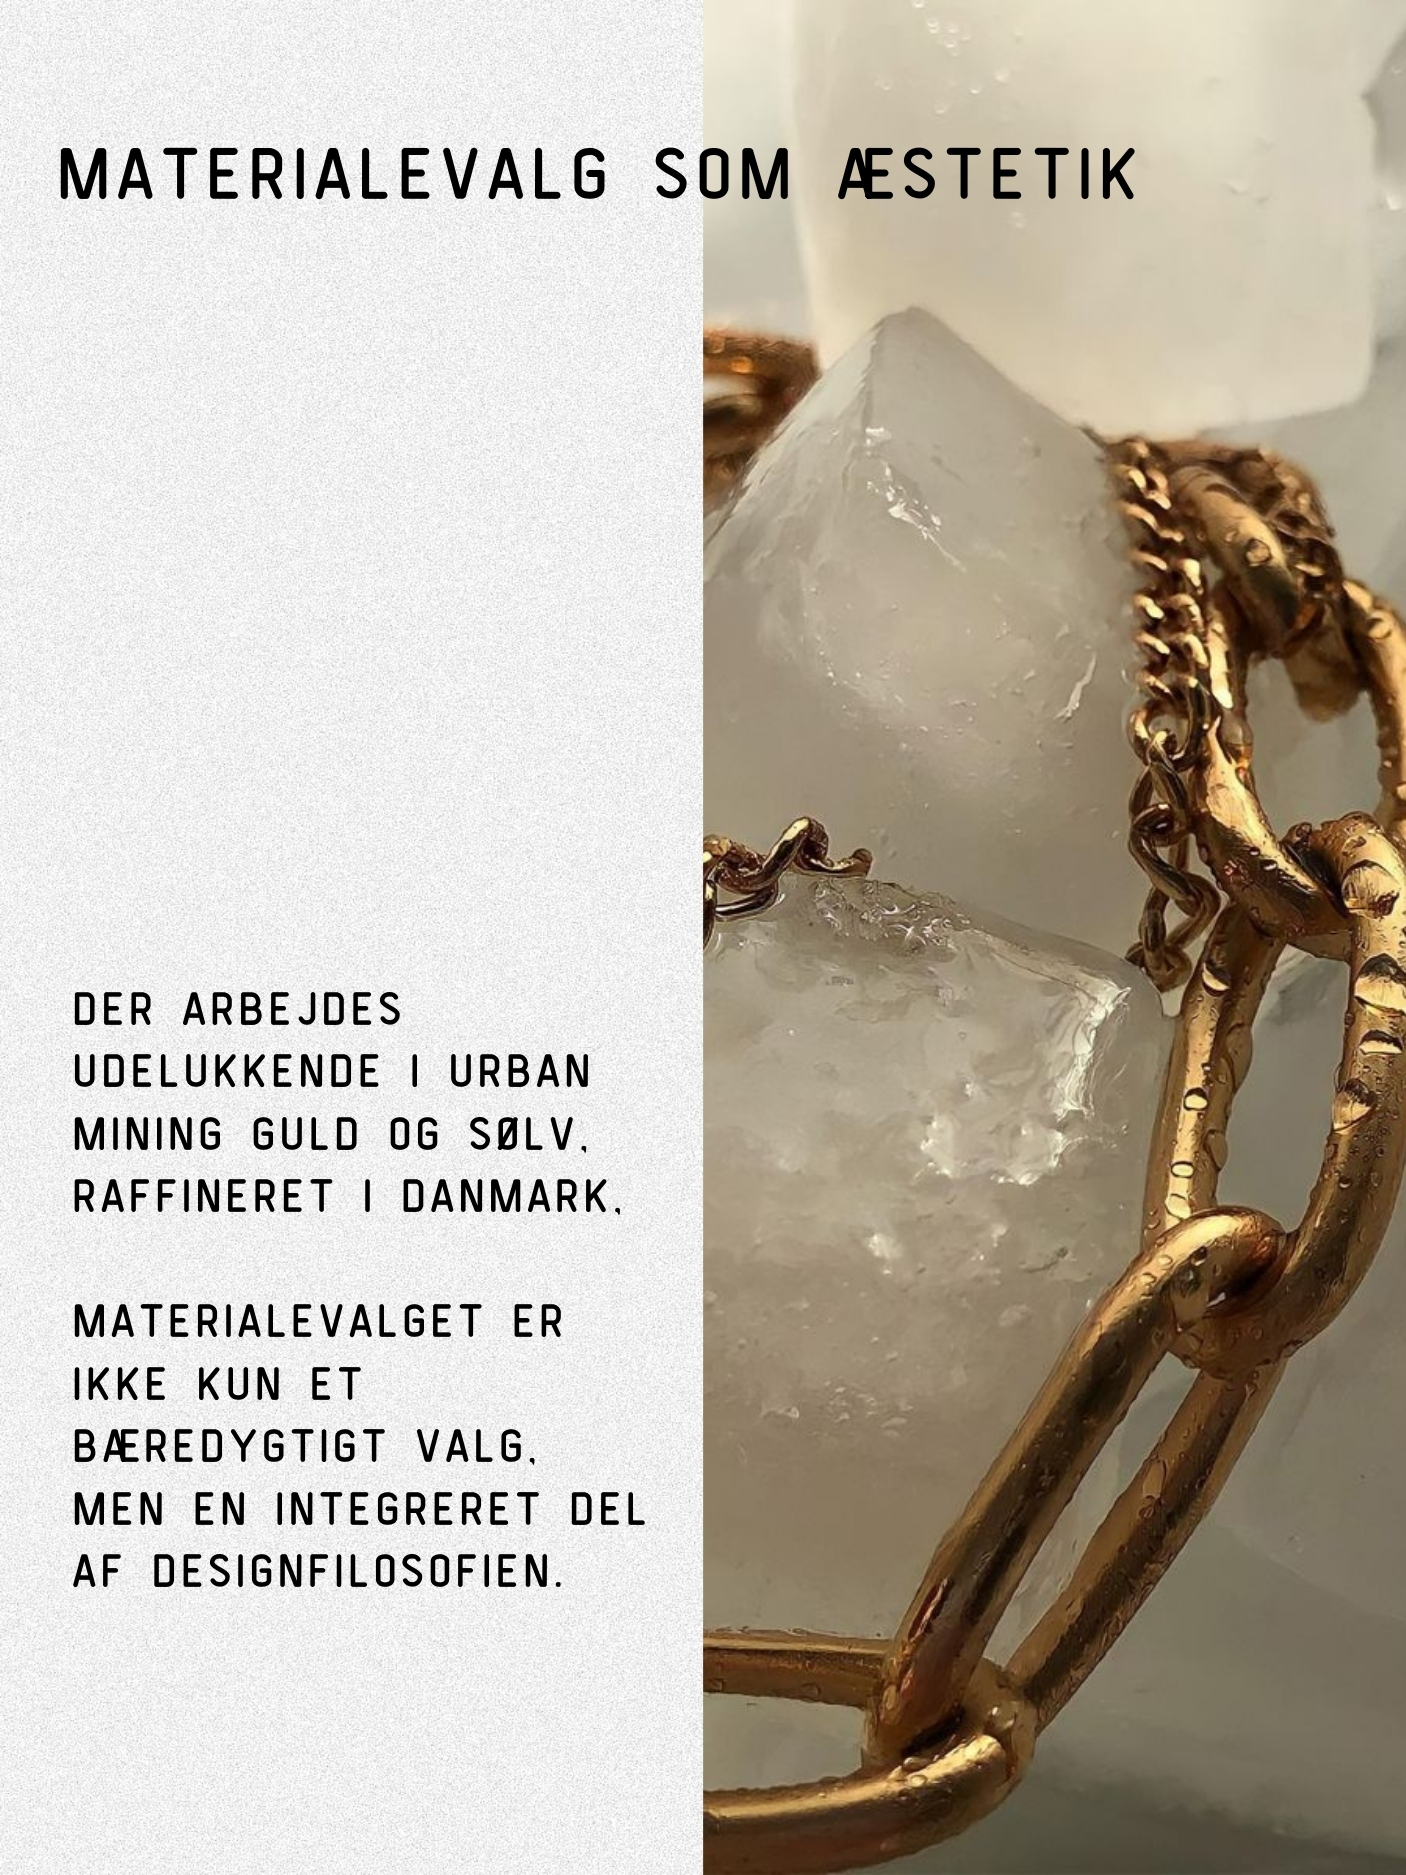 MATERIALEVALG SOM ÆSTETIK
DER ARBEJDES
UDELUKKENDE I URBAN
MINING GULD OG SØLV,
RAFFINERET I DANMARK,
MATERIALEVALGET ER
IKKE KUN ET
BÆREDYGTIGT VALG,
MEN EN INTEGRERET DEL
AF DESIGNFILOSOFIEN.